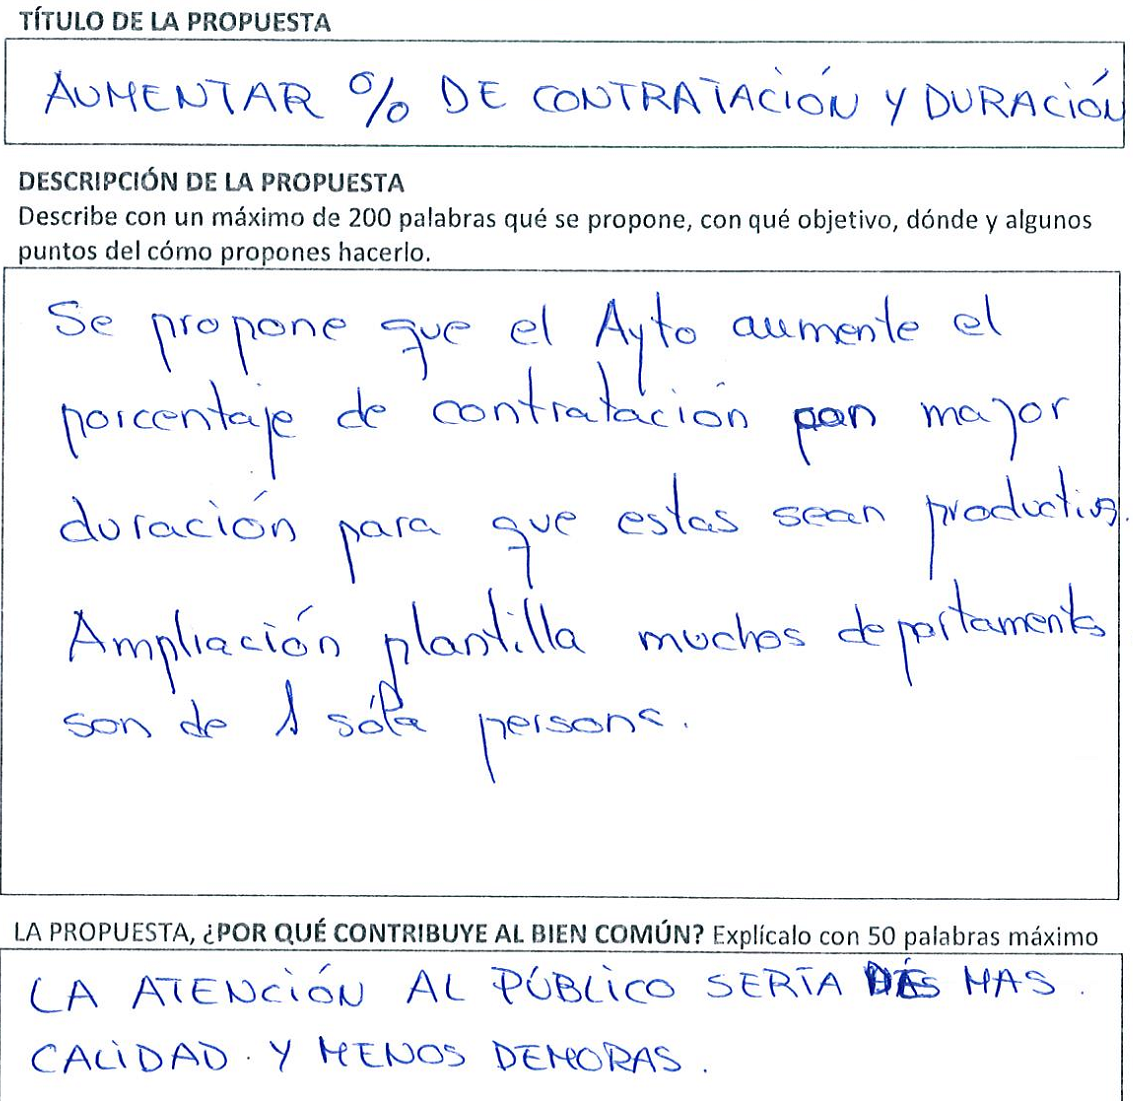 TÍTULO DE LA PROPUESTA
AUMENTAR % DE CONTRATACIÓN Y DURACIÓN
DESCRIPCIÓN DE LA PROPUESTA
Describe con un máximo de 200 palabras qué se propone, con qué objetivo, dónde y algunos
puntos del cómo propones hacerlo.
Se propone que el Ayto aumente el
porcentaje de contratación con mayor
duración para que estas sean productivas.
Ampliación plantilla muchos departamentos
son de 1 sóla persona.
LA PROPUESTA, ¿POR QUÉ CONTRIBUYE AL BIEN COMÚN? Explícalo con 50 palabras máximo
LA ATENCIÓN AL PÚBLICO SERÍA MAS.
CALIDAD. Y MENOS DEMORAS.